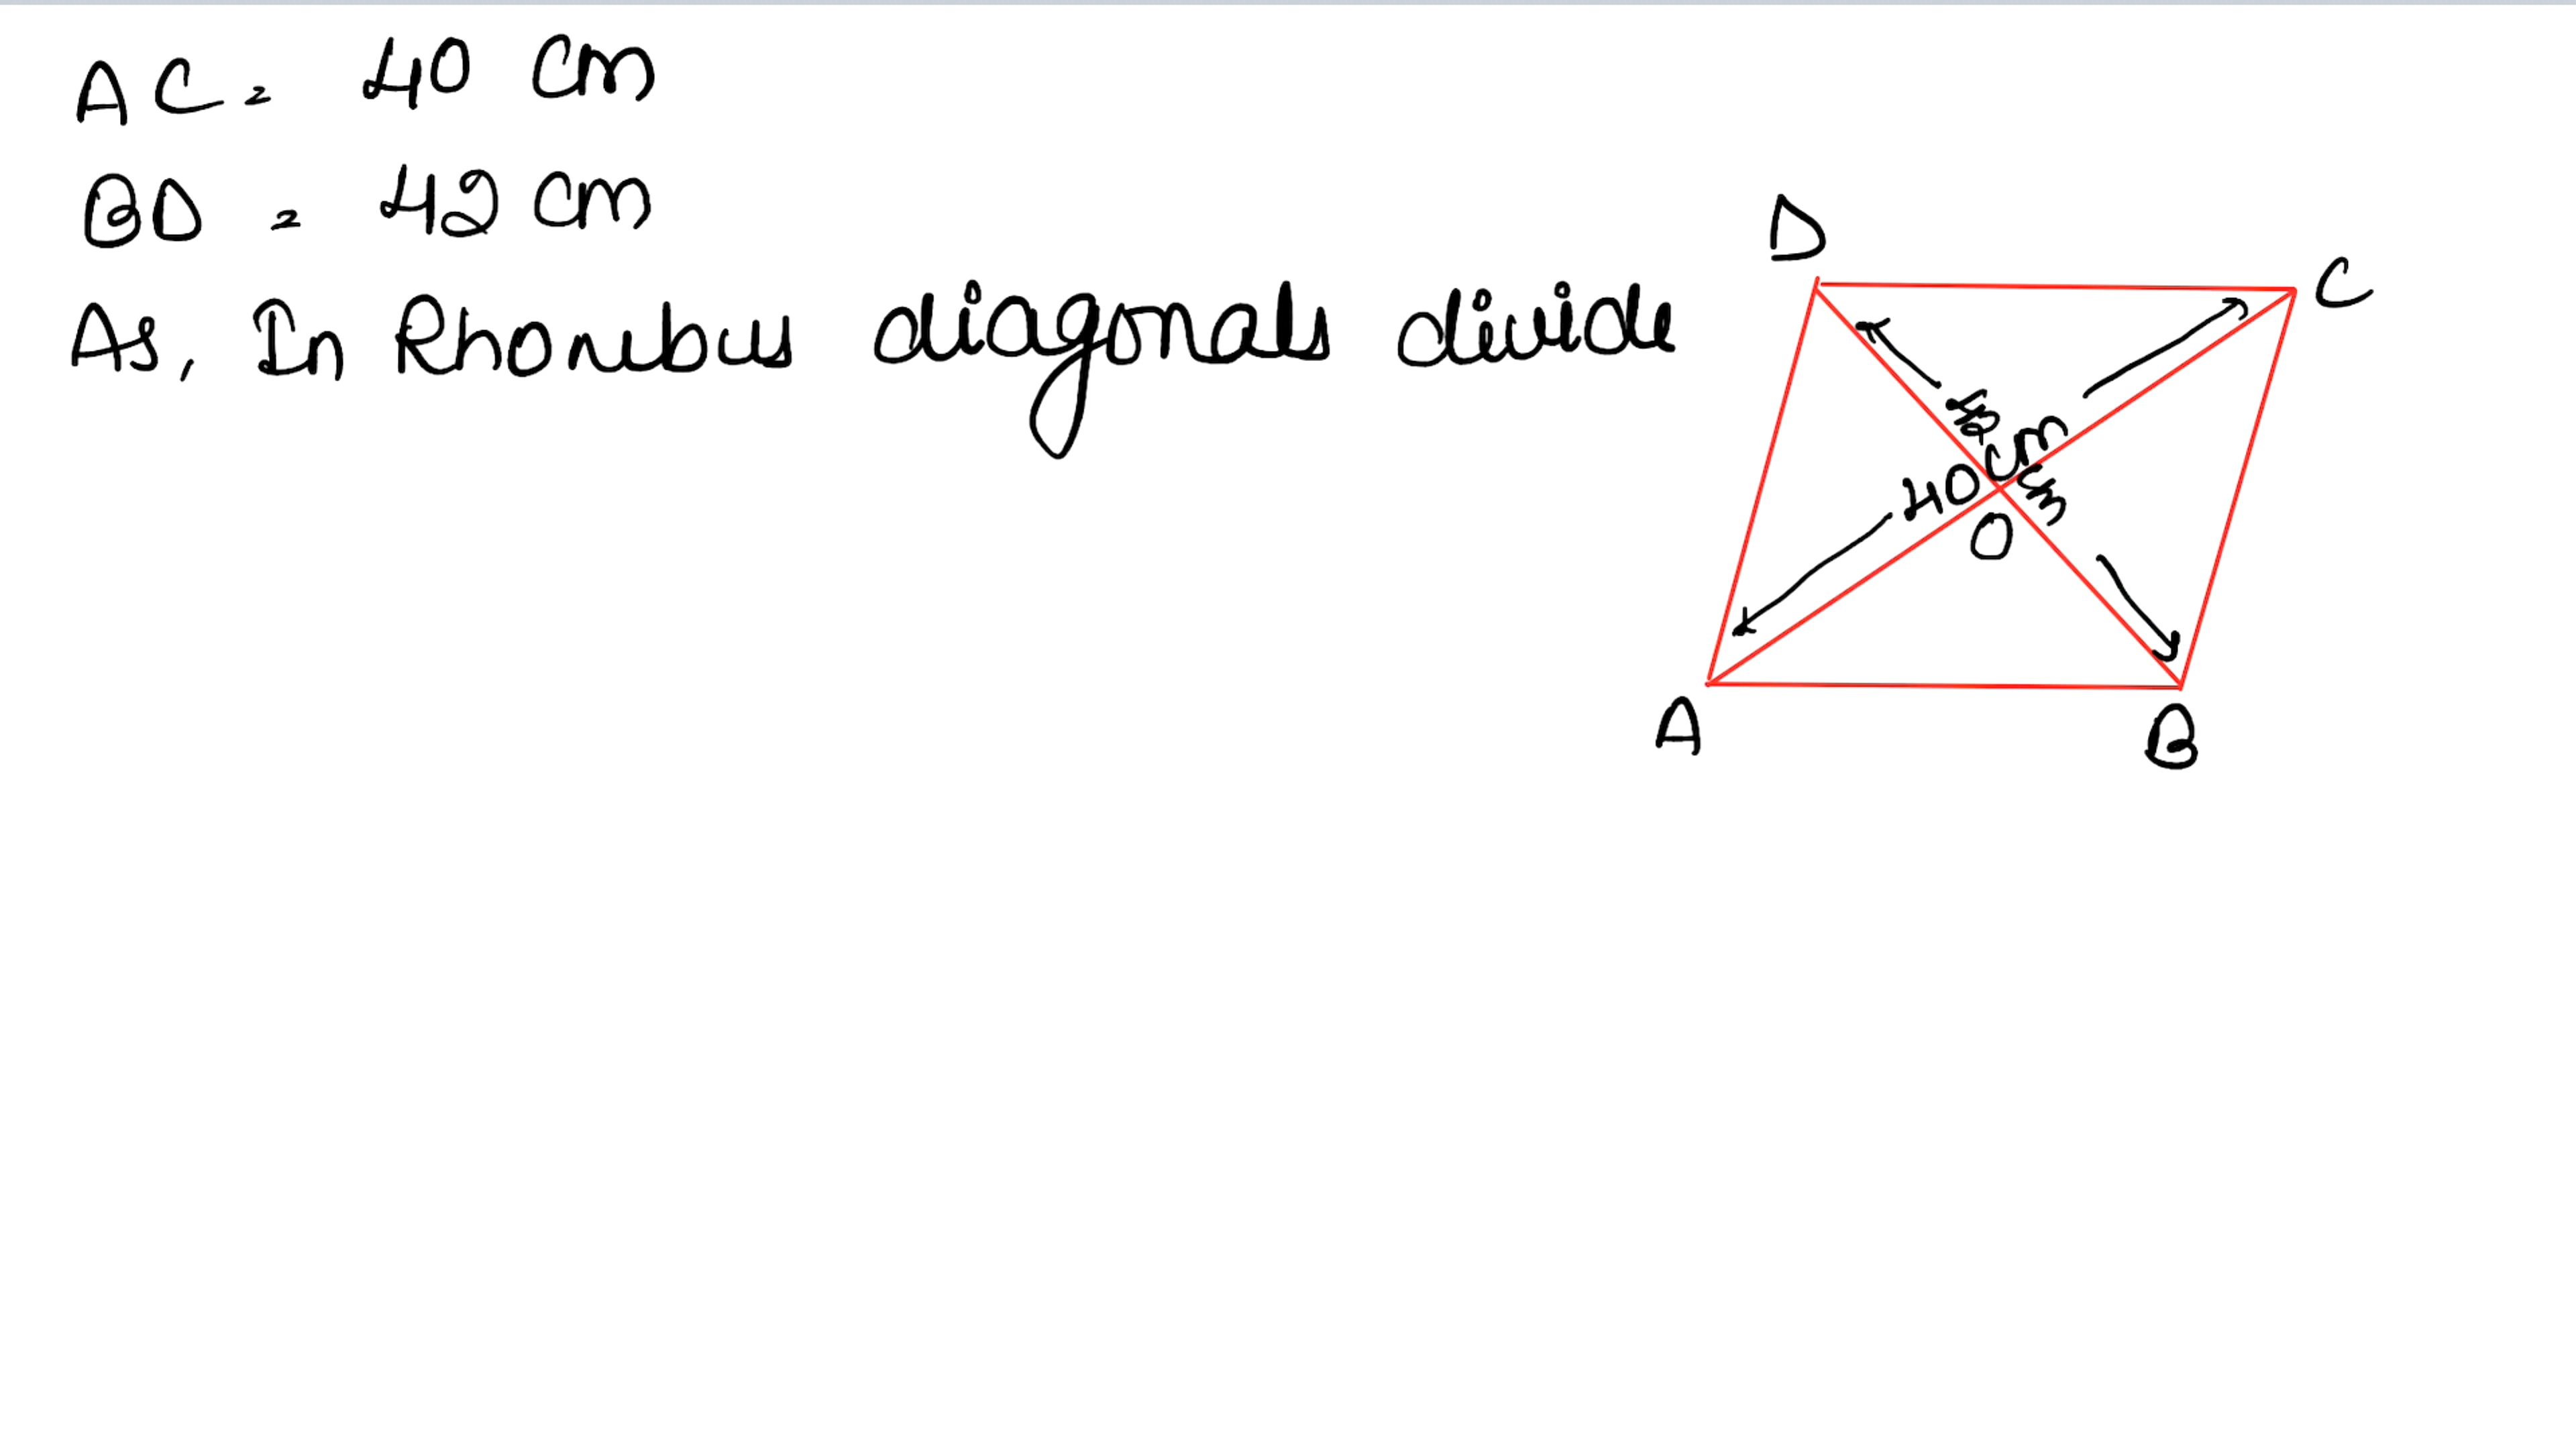 AC = 40 cm
BD = 42 cm
As, In Rhombus diagonals divide
D
C
42 cm
40 cm
O
A
B